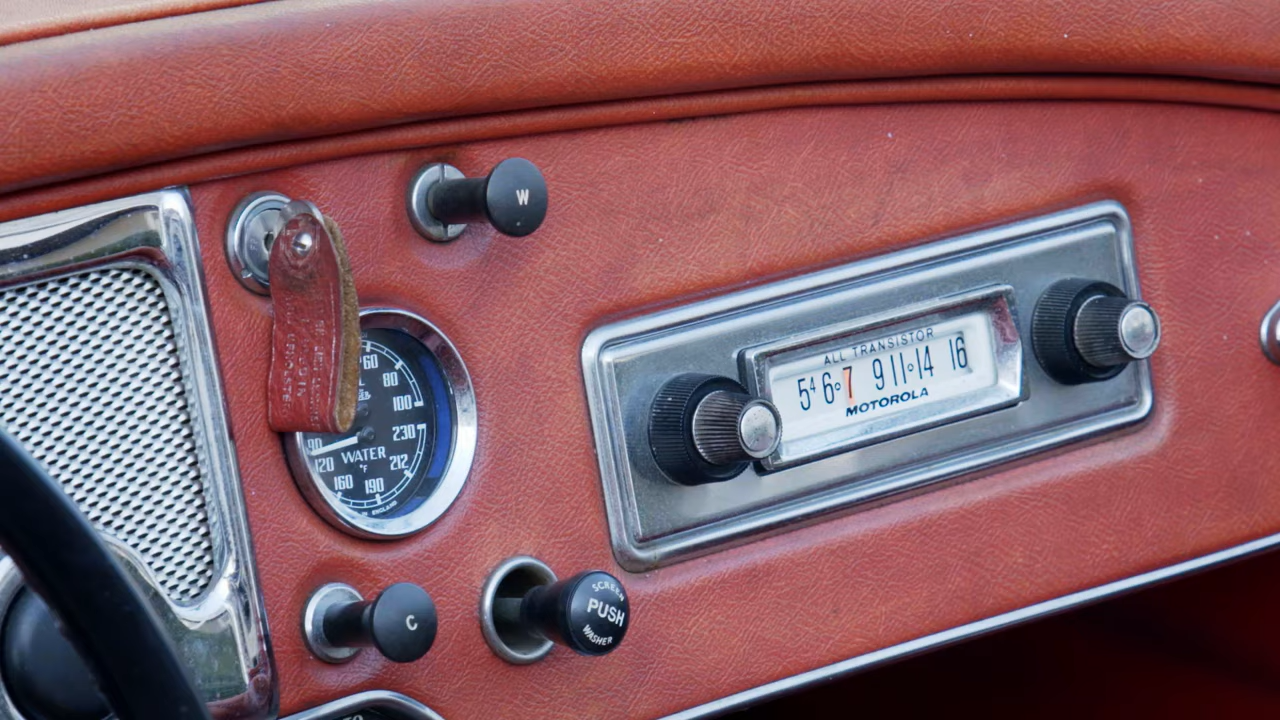 W
60
80
100
230
90
WATER
120
°F
212
160
190
ENGLAND
ALL TRANSISTOR
5⁴ 6 7 9 11 14 16
MOTOROLA
C
SCREEN
PUSH
WASHER